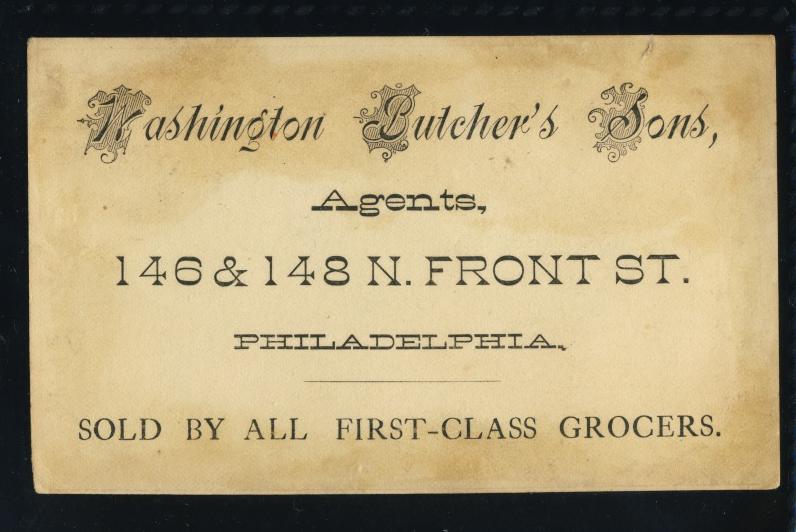 Washington Butcher's Sons,
Agents,
146 & 148 N. FRONT ST.
PHILADELPHIA.
SOLD BY ALL FIRST-CLASS GROCERS.